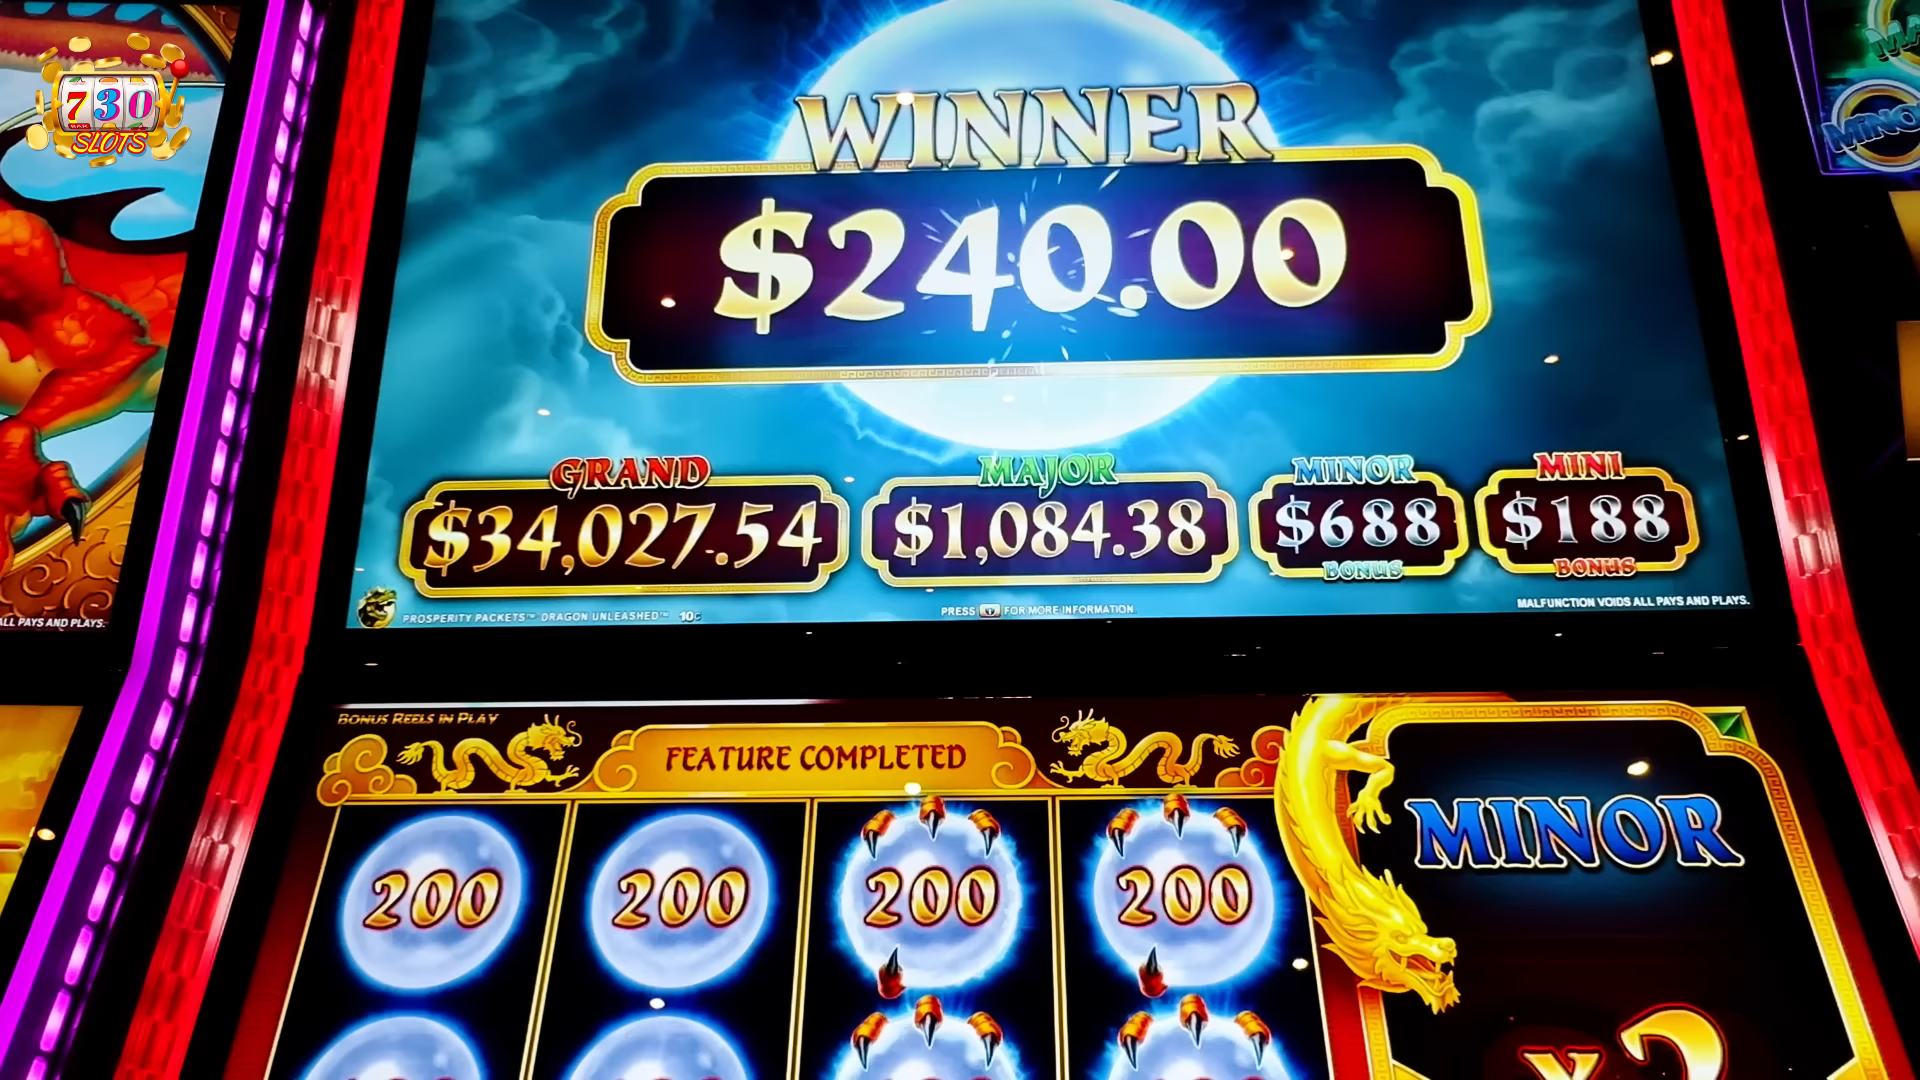 730
SLOTS
WINNER
$240.00
GRAND
$34,027.54
MAJOR
$1,084.38
MINOR
$688
BONUS
MINI
$188
BONUS
PROSPERITY PACKETS™ DRAGON UNLEASHED™ 10¢
PRESS FOR MORE INFORMATION.
MALFUNCTION VOIDS ALL PAYS AND PLAYS.
ALL PAYS AND PLAYS.
BONUS REELS IN PLAY
FEATURE COMPLETED
200 200 200 200
MINOR
x2